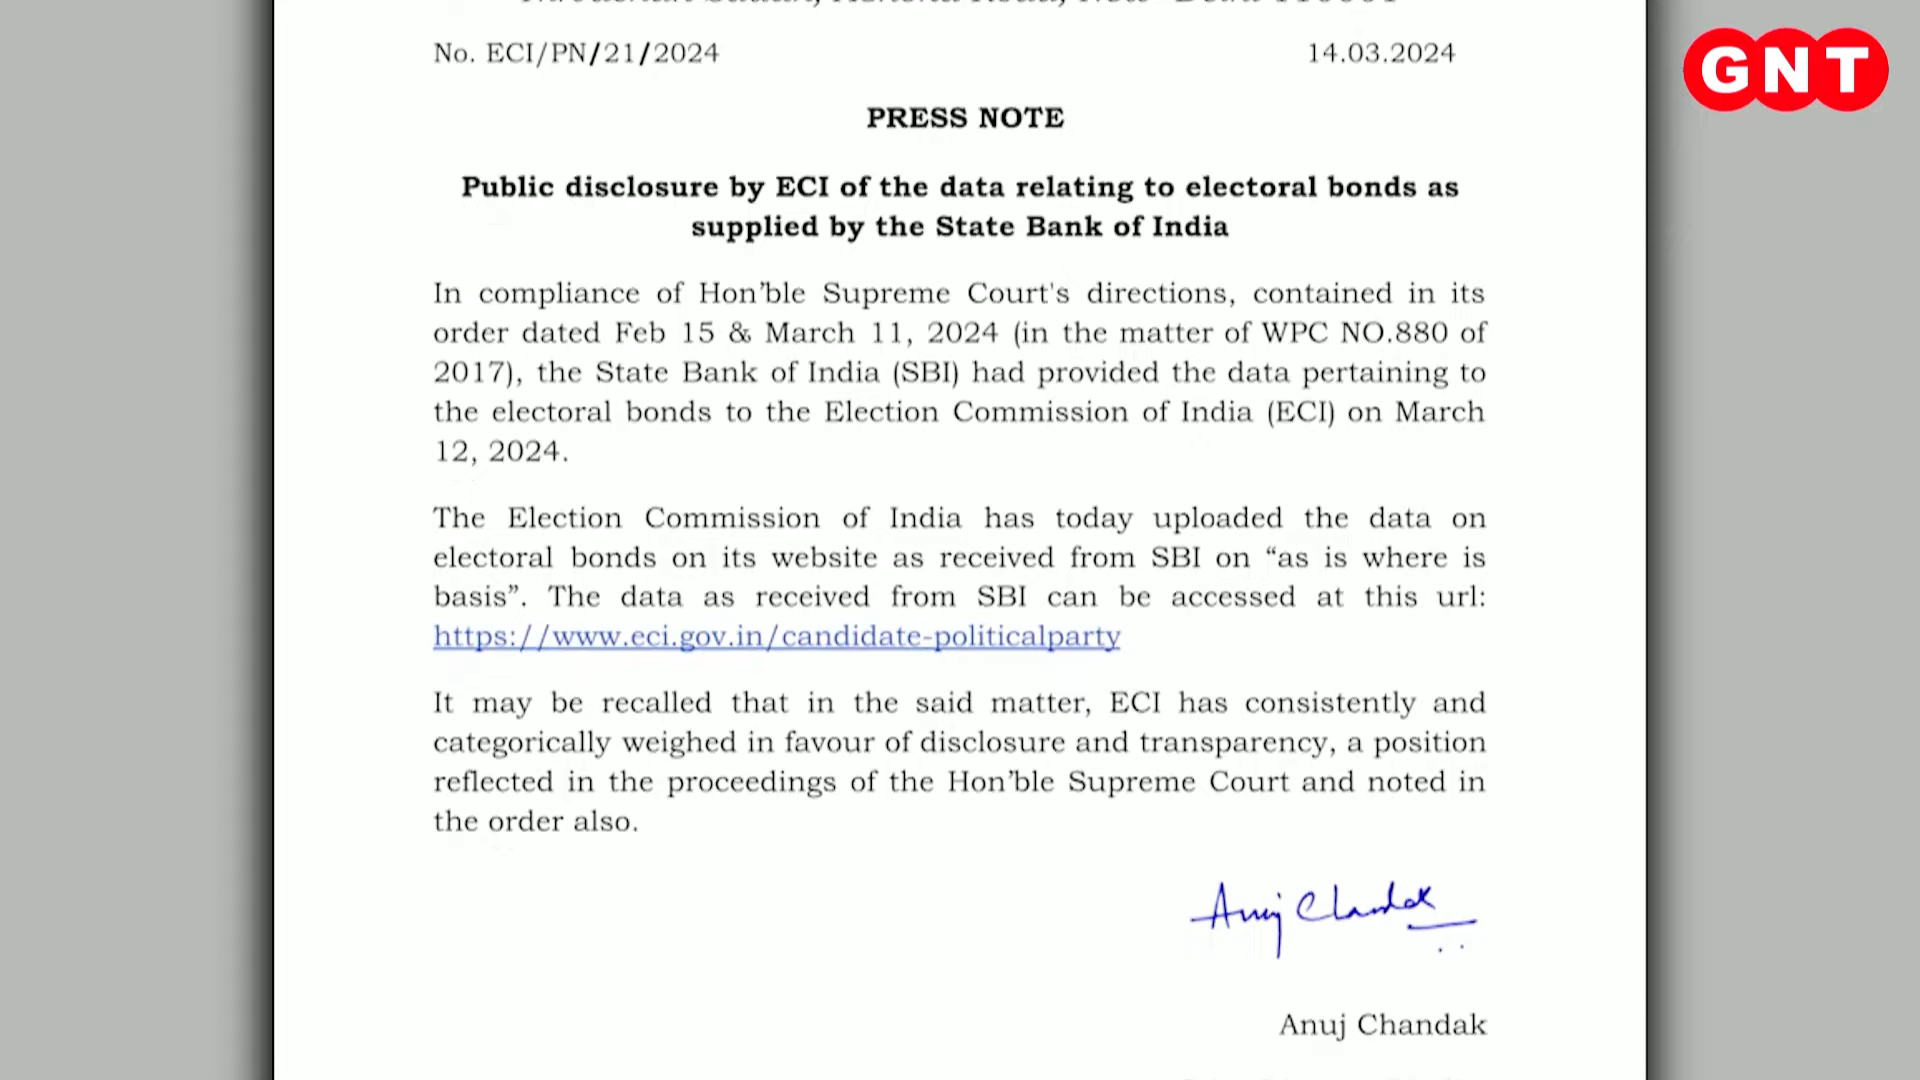 No. ECI/PN/21/2024 14.03.2024
GNT
PRESS NOTE
Public disclosure by ECI of the data relating to electoral bonds as
supplied by the State Bank of India
In compliance of Hon’ble Supreme Court's directions, contained in its
order dated Feb 15 & March 11, 2024 (in the matter of WPC NO.880 of
2017), the State Bank of India (SBI) had provided the data pertaining to
the electoral bonds to the Election Commission of India (ECI) on March
12, 2024.
The Election Commission of India has today uploaded the data on
electoral bonds on its website as received from SBI on “as is where is
basis”. The data as received from SBI can be accessed at this url:
https://www.eci.gov.in/candidate-politicalparty
It may be recalled that in the said matter, ECI has consistently and
categorically weighed in favour of disclosure and transparency, a position
reflected in the proceedings of the Hon’ble Supreme Court and noted in
the order also.
Anuj Chandak
Anuj Chandak